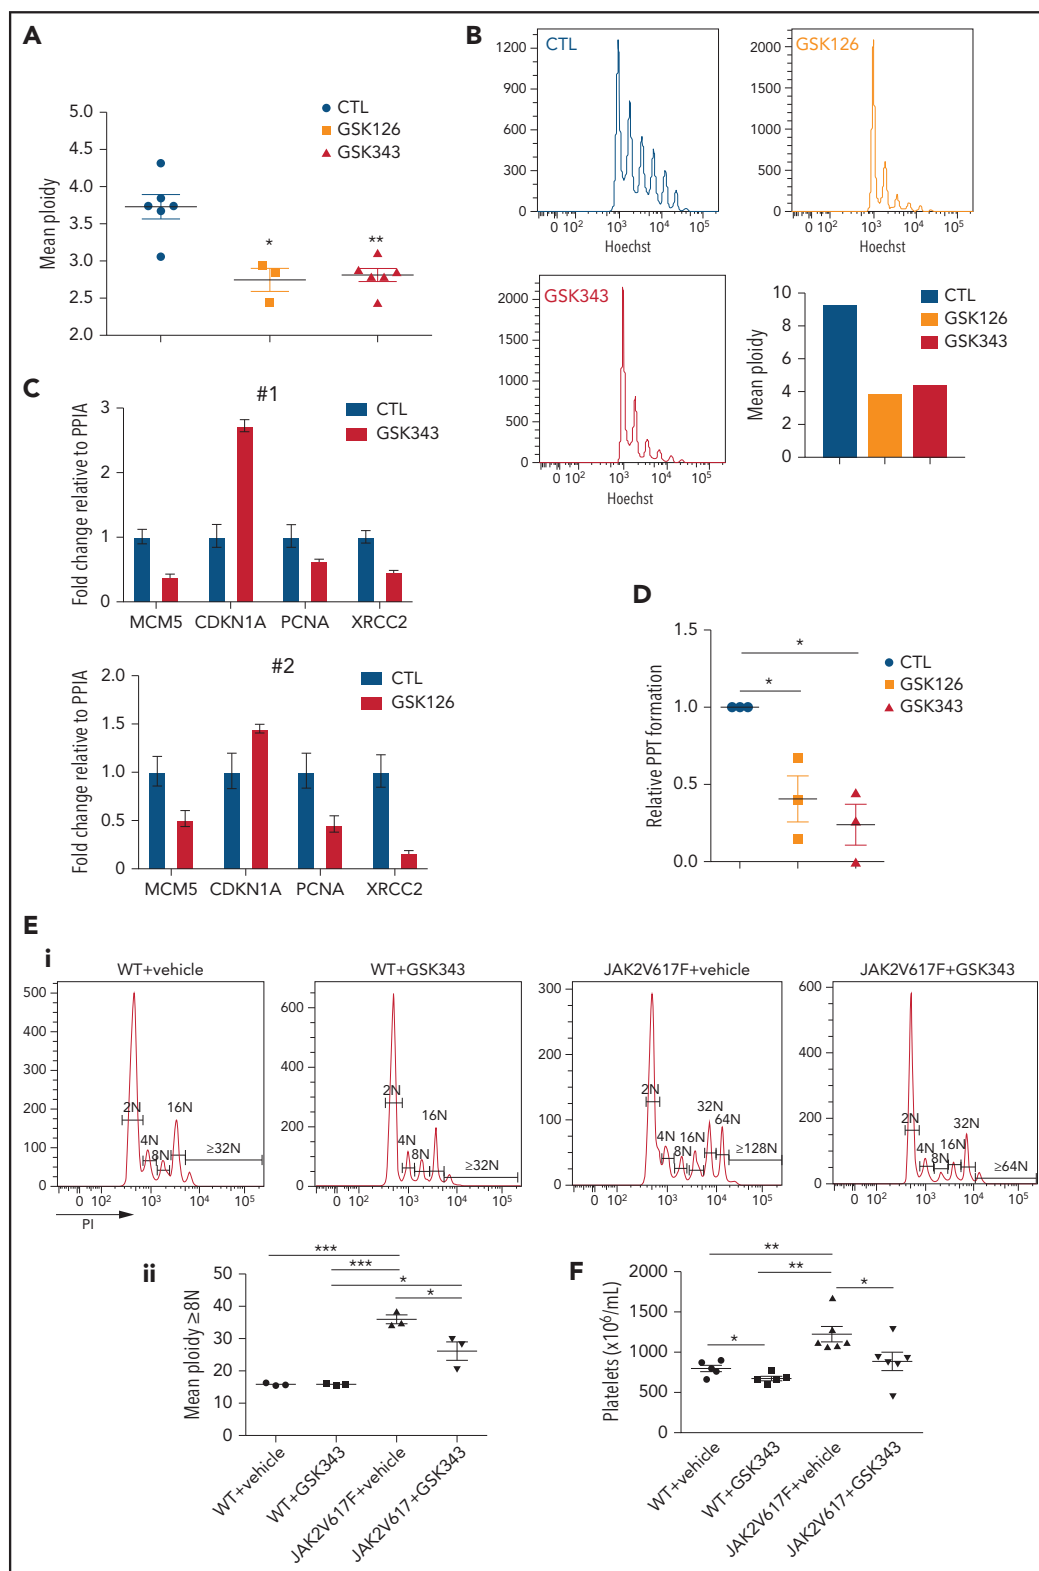 A
CTL
GSK126
GSK343
Mean ploidy
5.0
4.5
4.0
3.5
3.0
2.5
2.0
*
**
B
CTL
1200
900
600
300
0
0 10² 10³ 10⁴ 10⁵
Hoechst
GSK126
2000
1500
1000
500
0
0 10² 10³ 10⁴ 10⁵
Hoechst
GSK343
2000
1500
1000
500
0
0 10² 10³ 10⁴ 10⁵
Hoechst
Mean ploidy
10
8
6
4
2
0
CTL
GSK126
GSK343
C
#1
Fold change relative to PPIA
3
2
1
0
CTL
GSK343
MCM5 CDKN1A PCNA XRCC2
#2
Fold change relative to PPIA
2.0
1.5
1.0
0.5
0
CTL
GSK126
MCM5 CDKN1A PCNA XRCC2
D
Relative PPT formation
1.5
1.0
0.5
0.0
*
*
CTL
GSK126
GSK343
E
i
WT+vehicle
500
400
300
200
100
0
2N
4N
8N
16N
≥32N
0 10² 10³ 10⁴ 10⁵
PI
WT+GSK343
600
400
200
0
2N
4N
8N
16N
≥32N
0 10² 10³ 10⁴ 10⁵
JAK2V617F+vehicle
300
200
100
0
2N
4N
8N
16N
32N
64N
≥128N
0 10² 10³ 10⁴ 10⁵
JAK2V617F+GSK343
600
400
200
0
2N
4N
8N
16N
32N
≥64N
0 10² 10³ 10⁴ 10⁵
ii
Mean ploidy ≥8N
50
40
30
20
10
0
***
***
*
*
WT+vehicle
WT+GSK343
JAK2V617F+vehicle
JAK2V617+GSK343
F
Platelets (x10⁶/mL)
2000
1500
1000
500
0
**
**
*
*
WT+vehicle
WT+GSK343
JAK2V617F+vehicle
JAK2V617+GSK343